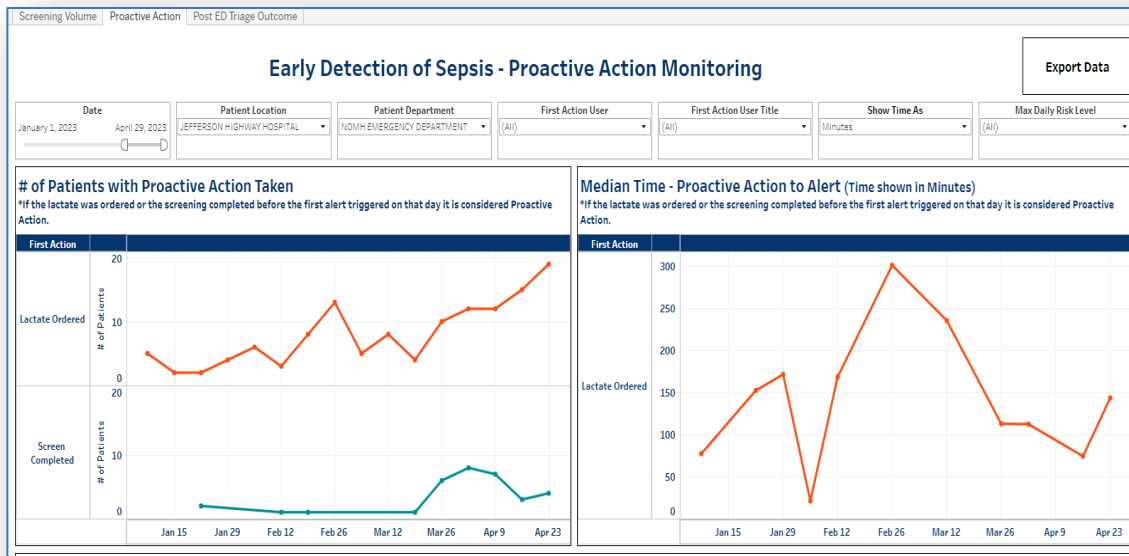 Screening Volume Proactive Action Post ED Triage Outcome
Early Detection of Sepsis - Proactive Action Monitoring
Export Data
Date
January 1, 2023 April 29, 2023
Patient Location
JEFFERSON HIGHWAY HOSPITAL
Patient Department
NOMH EMERGENCY DEPARTMENT
First Action User
(All)
First Action User Title
(All)
Show Time As
Minutes
Max Daily Risk Level
(All)
# of Patients with Proactive Action Taken
*If the lactate was ordered or the screening completed before the first alert triggered on that day it is considered Proactive
Action.
First Action
Lactate Ordered
# of Patients
20
10
0
Screen
Completed
# of Patients
20
10
0
Jan 15 Jan 29 Feb 12 Feb 26 Mar 12 Mar 26 Apr 9 Apr 23
Median Time - Proactive Action to Alert (Time shown in Minutes)
*If the lactate was ordered or the screening completed before the first alert triggered on that day it is considered Proactive
Action.
First Action
Lactate Ordered
300
250
200
150
100
50
0
Jan 15 Jan 29 Feb 12 Feb 26 Mar 12 Mar 26 Apr 9 Apr 23